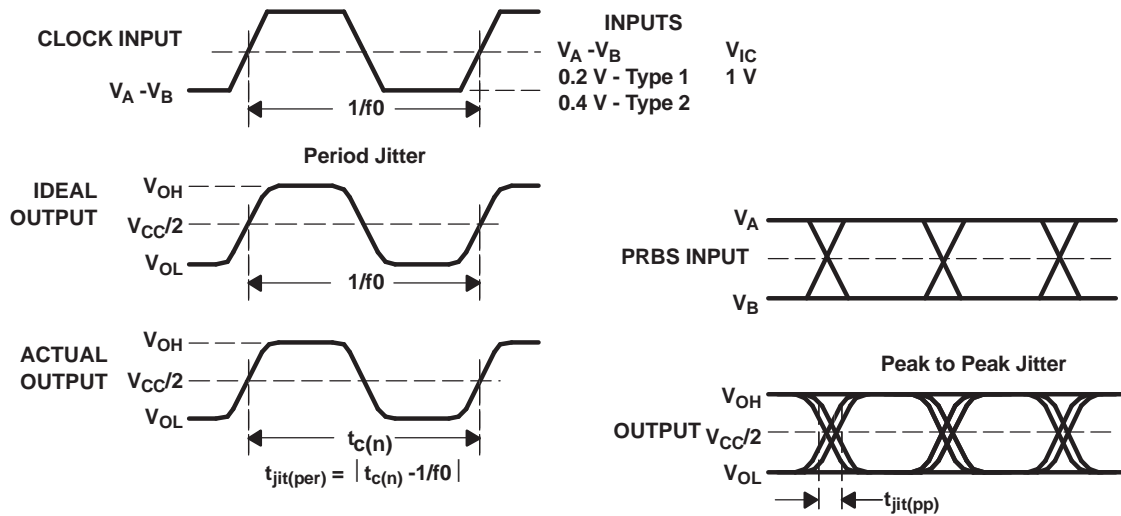 CLOCK INPUT
V_A -V_B
1/f0
INPUTS
V_A -V_B V_IC
0.2 V - Type 1 1 V
0.4 V - Type 2
Period Jitter
IDEAL
OUTPUT
V_OH
V_CC/2
V_OL
1/f0
ACTUAL
OUTPUT
V_OH
V_CC/2
V_OL
t_c(n)
t_jit(per) = | t_c(n) -1/f0 |
PRBS INPUT
V_A
V_B
Peak to Peak Jitter
OUTPUT
V_OH
V_CC/2
V_OL
t_jit(pp)